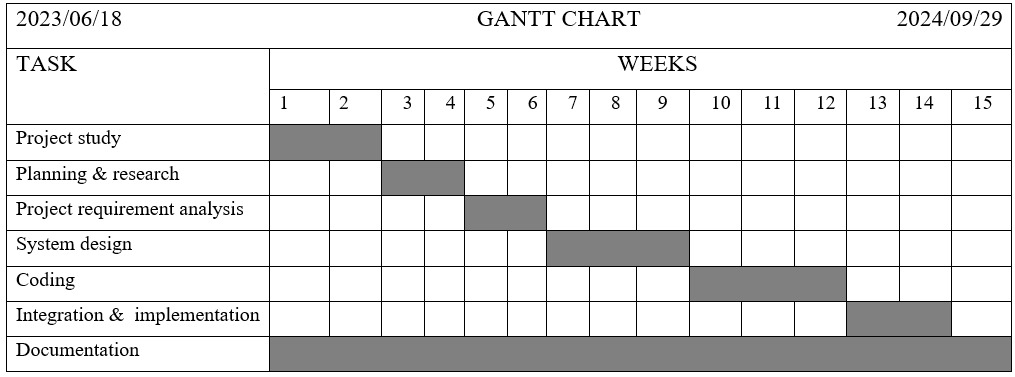 2023/06/18 GANTT CHART 2024/09/29
TASK WEEKS
1 2 3 4 5 6 7 8 9 10 11 12 13 14 15
Project study
Planning & research
Project requirement analysis
System design
Coding
Integration & implementation
Documentation